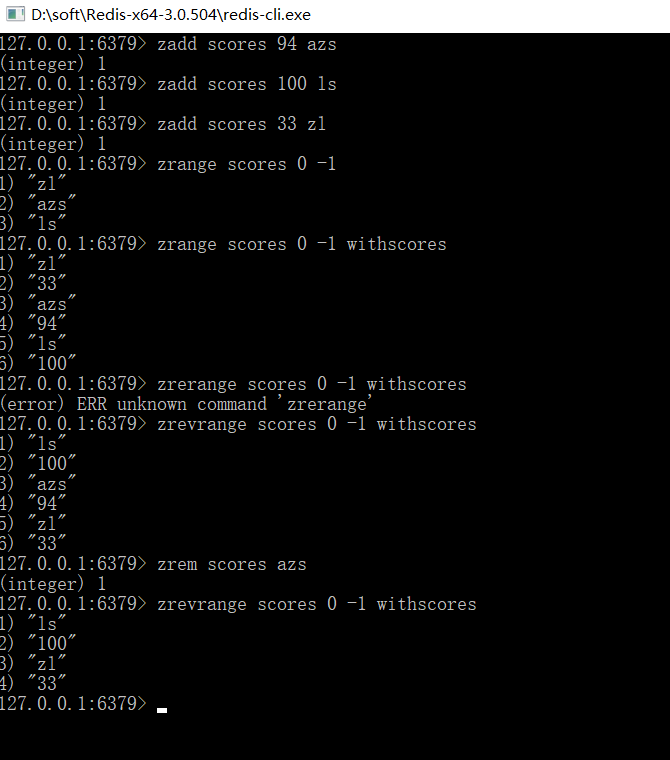 D:\soft\Redis-x64-3.0.504\redis-cli.exe
127.0.0.1:6379> zadd scores 94 azs
(integer) 1
127.0.0.1:6379> zadd scores 100 ls
(integer) 1
127.0.0.1:6379> zadd scores 33 zl
(integer) 1
127.0.0.1:6379> zrange scores 0 -1
1) "zl"
2) "azs"
3) "ls"
127.0.0.1:6379> zrange scores 0 -1 withscores
1) "zl"
2) "33"
3) "azs"
4) "94"
5) "ls"
6) "100"
127.0.0.1:6379> zrerange scores 0 -1 withscores
(error) ERR unknown command 'zrerange'
127.0.0.1:6379> zrevrange scores 0 -1 withscores
1) "ls"
2) "100"
3) "azs"
4) "94"
5) "zl"
6) "33"
127.0.0.1:6379> zrem scores azs
(integer) 1
127.0.0.1:6379> zrevrange scores 0 -1 withscores
1) "ls"
2) "100"
3) "zl"
4) "33"
127.0.0.1:6379>